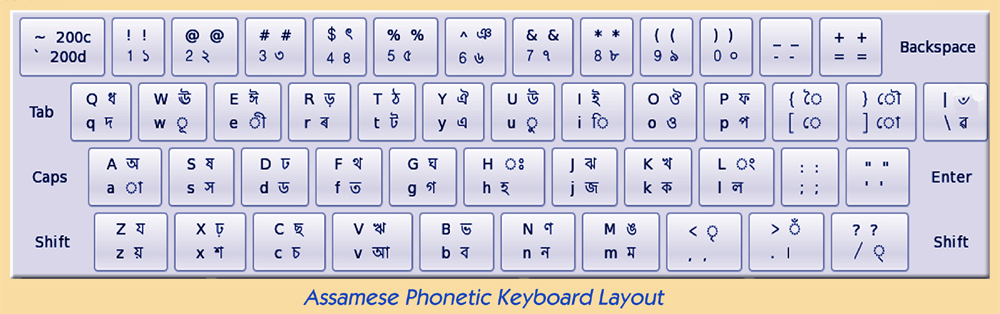 ~ 200c ! ! @ @ # # $ ৎ % % ^ ঞ & & * * ( ( ) ) _ _ + + Backspace
` 200d 1 ১ 2 ২ 3 ৩ 4 ৪ 5 ৫ 6 ৬ 7 ৭ 8 ৮ 9 ৯ 0 ০ - - = =
Tab Q ধ W ঊ E ঈ R ড় T ঠ Y ঐ U উ I ই O ঔ P ফ { ৈ } ৌ |
q দ w ূ e ী r ৰ t ট y এ u ু i ি o ও p প [ ে ] ো \ ৱ
Caps A অ S ষ D ঢ F থ G ঘ H ঃ J ঝ K খ L ং : : " " Enter
a া s স d ড f ত g গ h হ j জ k ক l ল ; ; ' '
Shift Z য X ঢ় C ছ V ঋ B ভ N ণ M ঙ < ৃ > ঁ ? ? Shift
z য় x শ c চ v আ b ব n ন m ম , , . । / ্
Assamese Phonetic Keyboard Layout